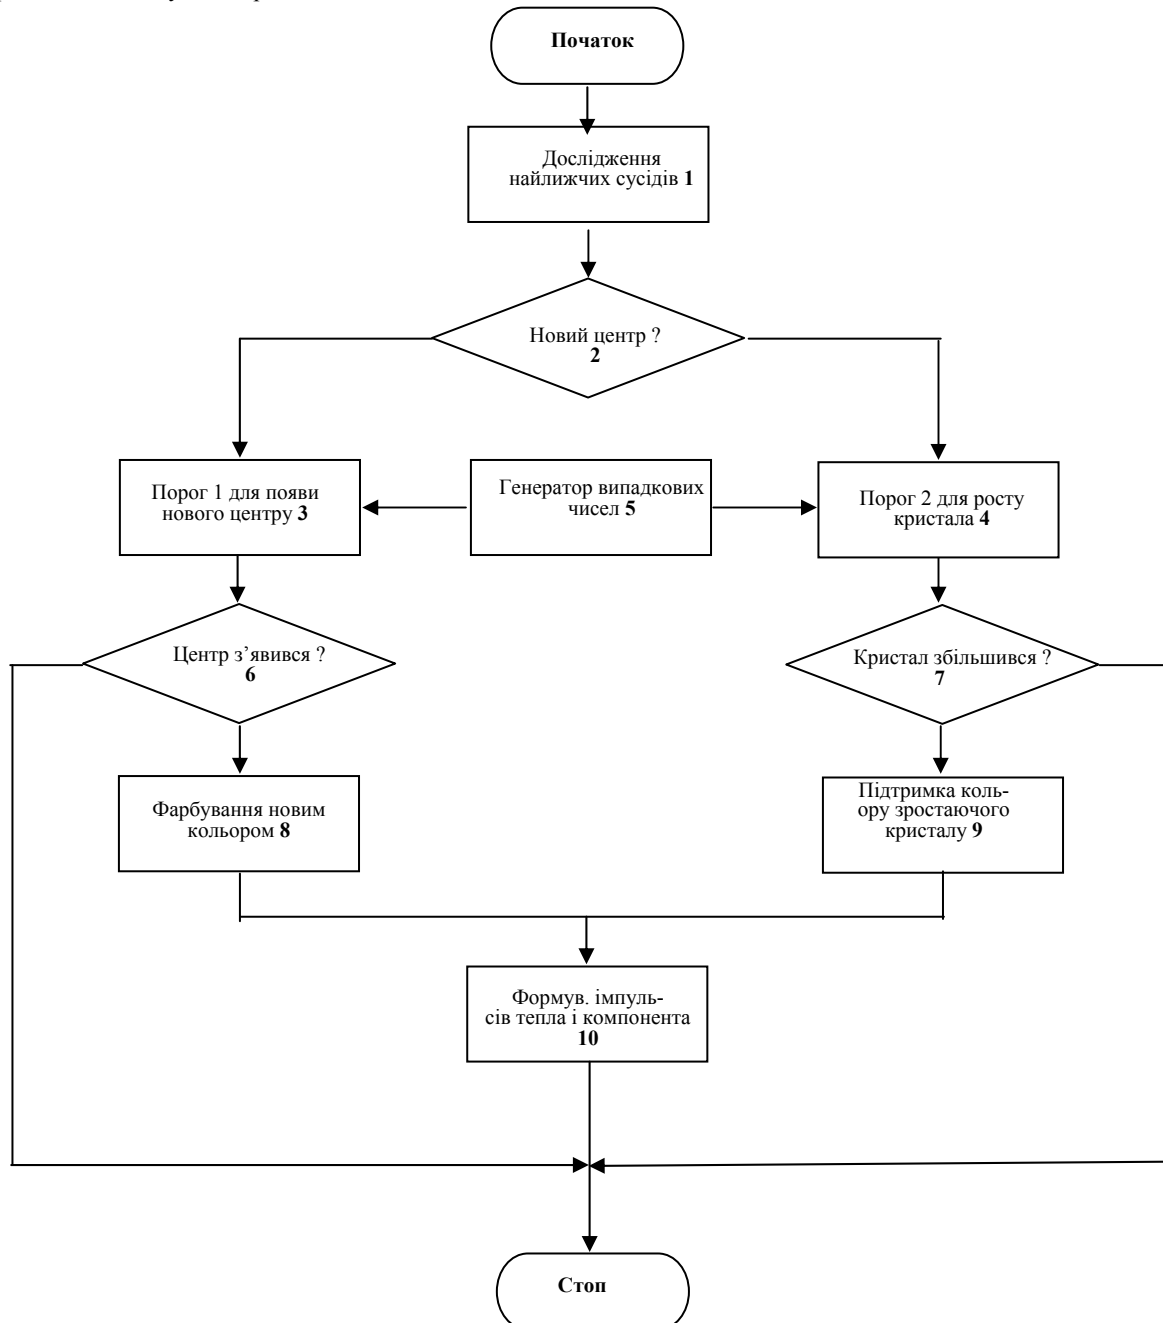 Початок
Дослідження
найлижчих сусідів 1
Новий центр ?
2
Порог 1 для появи
нового центру 3
Генератор випадкових
чисел 5
Порог 2 для росту
кристала 4
Центр з’явився ?
6
Кристал збільшився ?
7
Фарбування новим
кольором 8
Підтримка коль-
ору зростаючого
кристалу 9
Формув. імпуль-
сів тепла і компонента
10
Стоп